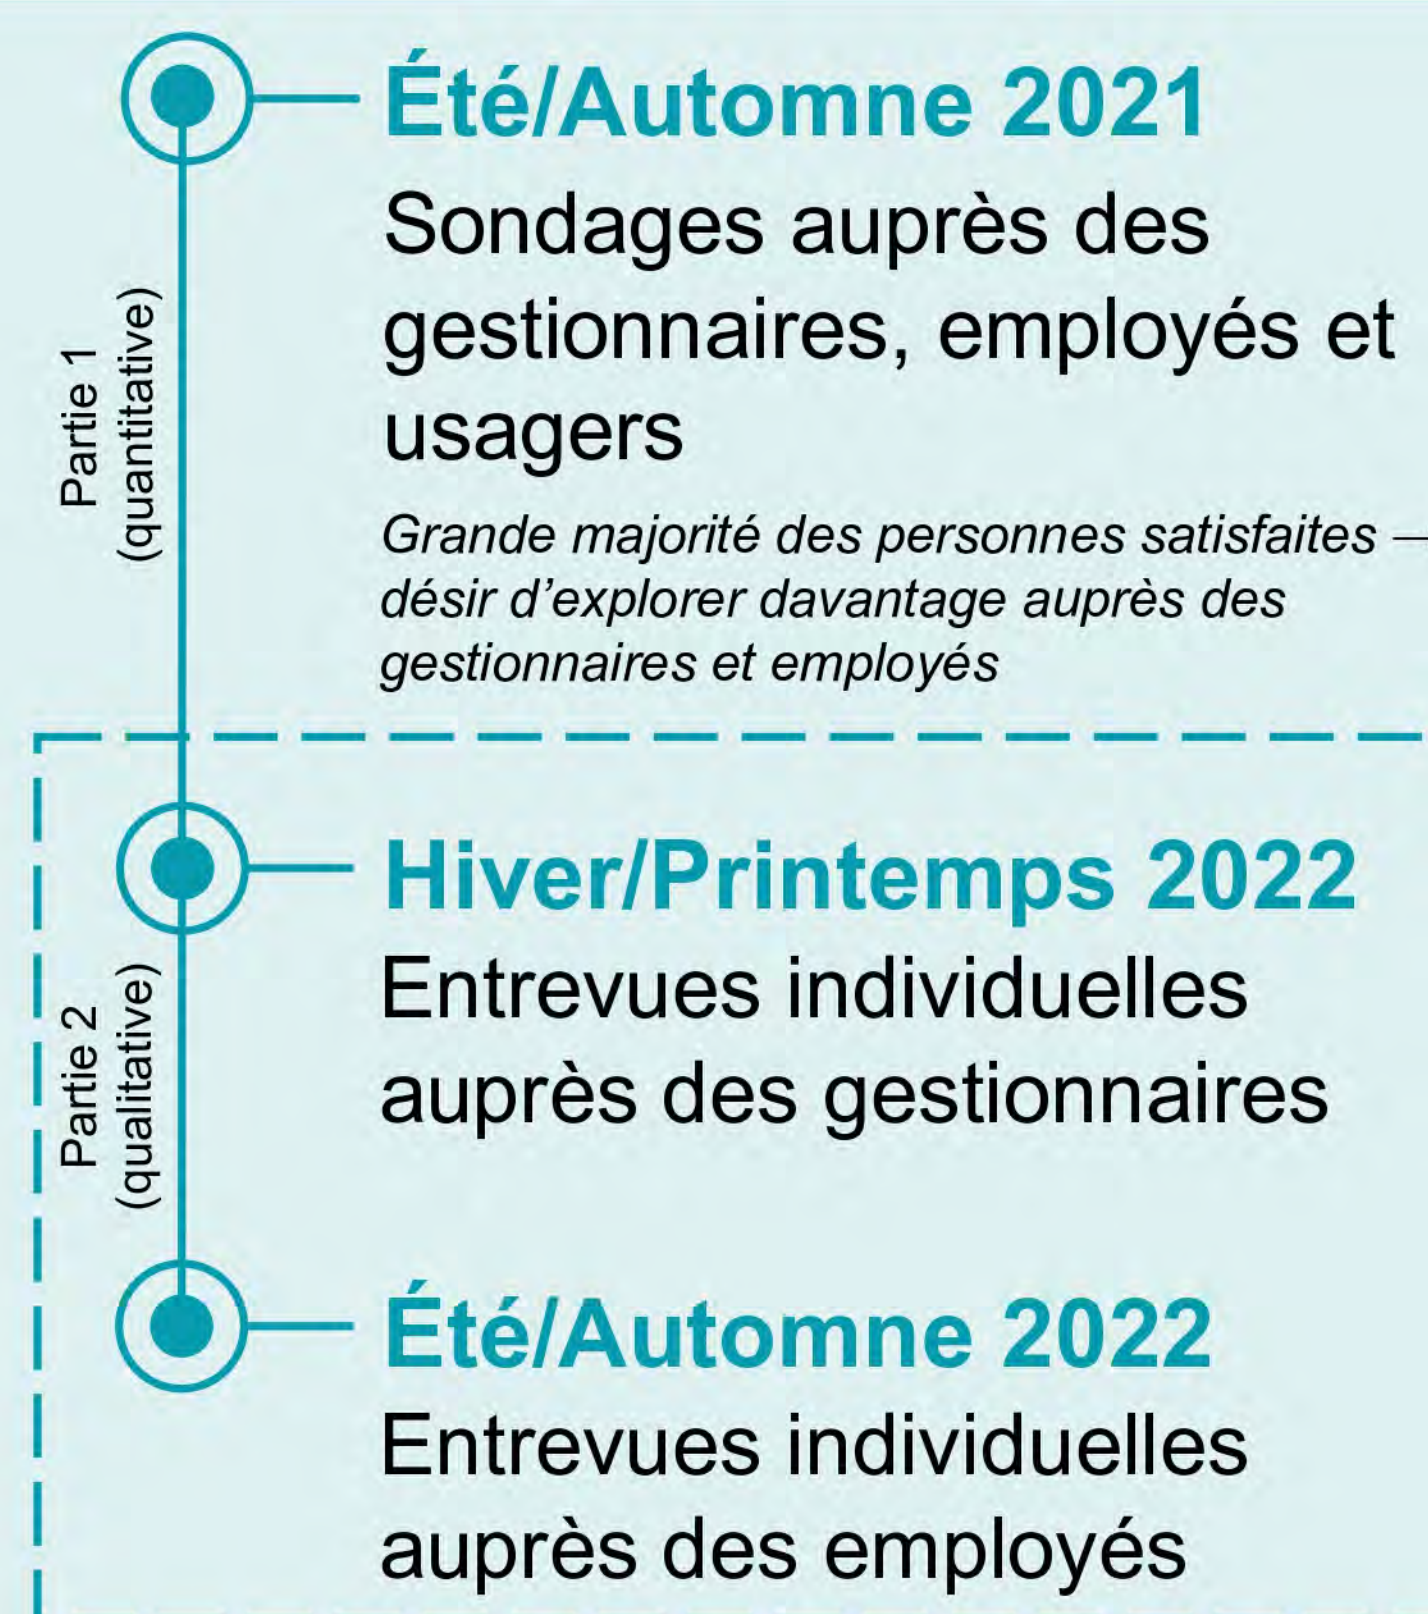 Été/Automne 2021
Sondages auprès des
gestionnaires, employés et
usagers
Grande majorité des personnes satisfaites —
désir d’explorer davantage auprès des
gestionnaires et employés
Partie 1
(quantitative)
Hiver/Printemps 2022
Entrevues individuelles
auprès des gestionnaires
Partie 2
(qualitative)
Été/Automne 2022
Entrevues individuelles
auprès des employés